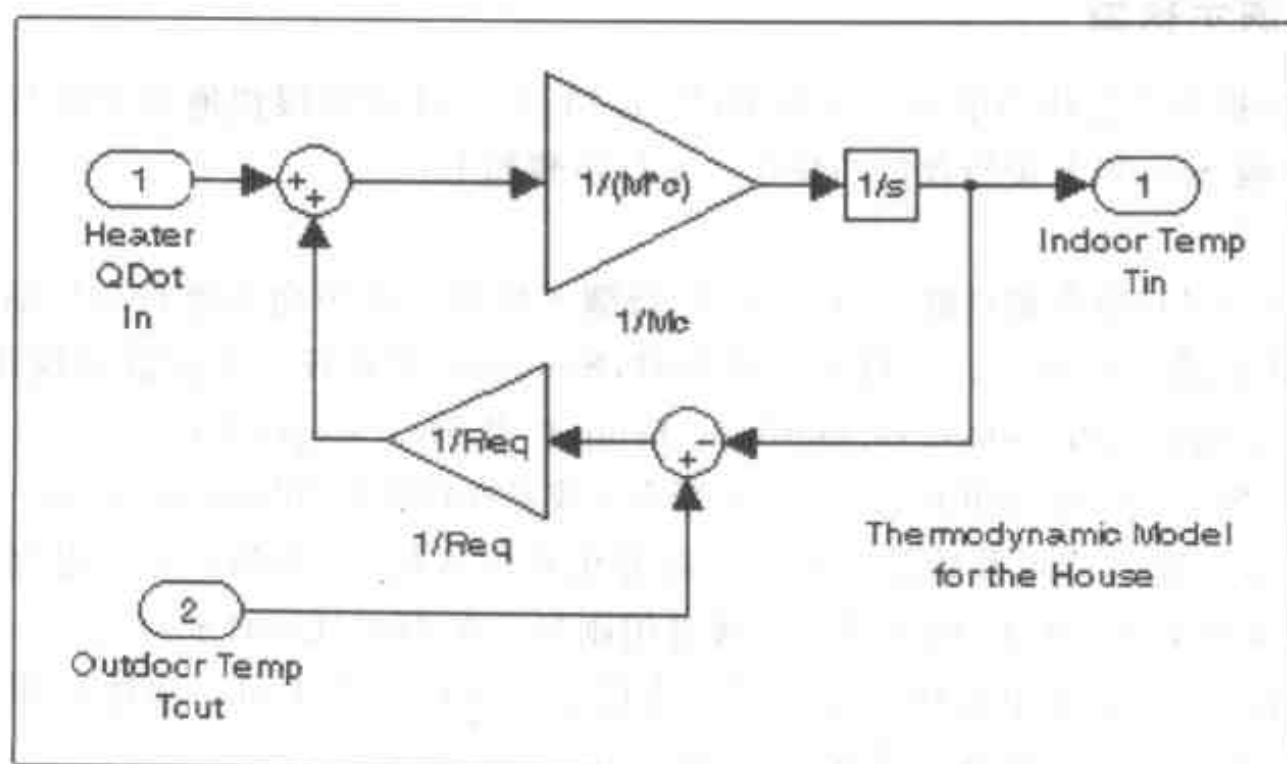 1
Heater
QDot
In
+
+
1/(M*c)
1/Mc
1/s
1
Indoor Temp
Tin
1/Req
1/Req
-
+
2
Outdoor Temp
Tout
Thermodynamic Model
for the House